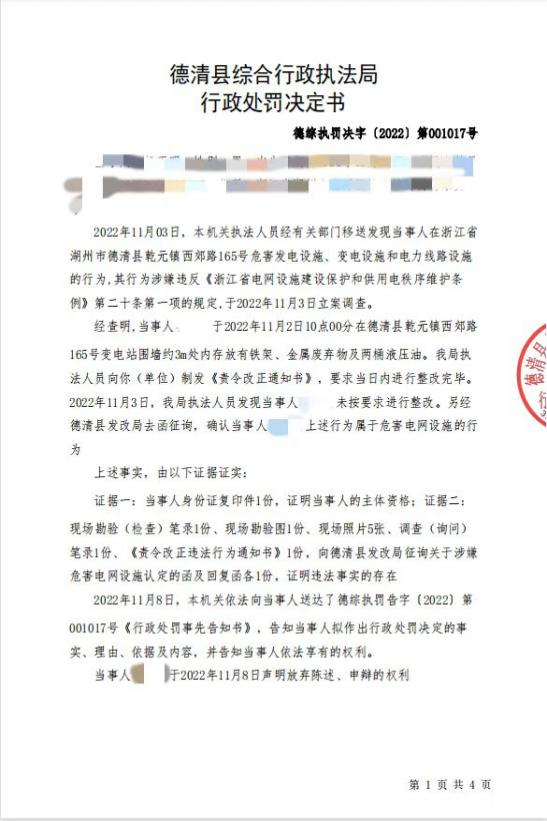 德清县综合行政执法局
行政处罚决定书
德综执罚决字〔2022〕第001017号
2022年11月03日，本机关执法人员经有关部门移送发现当事人在浙江省
湖州市德清县乾元镇西郊路165号危害发电设施、变电设施和电力线路设施
的行为,其行为涉嫌违反《浙江省电网设施建设保护和供用电秩序维护条
例》第二十条第一项的规定,于2022年11月3日立案调查。
经查明,当事人 于2022年11月2日10点00分在德清县乾元镇西郊路
165号变电站围墙约3m处内存放有铁架、金属废弃物及两桶液压油。我局执
法人员向你（单位）制发《责令改正通知书》，要求当日内进行整改完毕。
2022年11月3日，我局执法人员发现当事人 未按要求进行整改。另经
德清县发改局去函征询，确认当事人 上述行为属于危害电网设施的行
为
上述事实，由以下证据证实：
证据一：当事人身份证复印件1份，证明当事人的主体资格；证据二：
现场勘验（检查）笔录1份、现场勘验图1份、现场照片5张、调查（询问）
笔录1份、《责令改正违法行为通知书》1份，向德清县发改局征询关于涉嫌
危害电网设施认定的函及回复函各1份，证明违法事实的存在
2022年11月8日，本机关依法向当事人送达了德综执罚告字〔2022〕第
001017号《行政处罚事先告知书》，告知当事人拟作出行政处罚决定的事
实、理由、依据及内容，并告知当事人依法享有的权利。
当事人 于2022年11月8日声明放弃陈述、申辩的权利
第 1 页 共 4 页